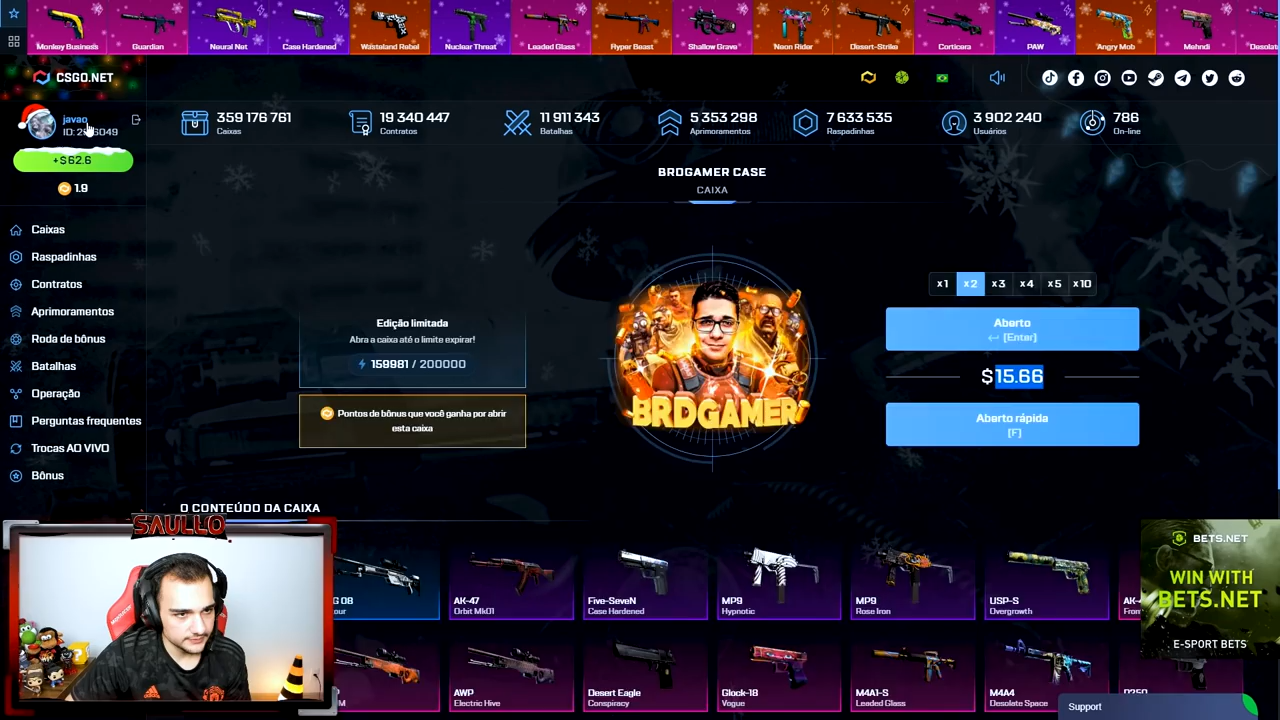 Monkey Business
Guardian
Neural Net
Case Hardened
Wasteland Rebel
Nuclear Threat
Leaded Glass
Hyper Beast
Shallow Grave
Neon Rider
Desert-Strike
Corticera
PAW
Angry Mob
Mehndi
CSGO.NET
javao
+$62.6
1.9
359 176 761
Caixas
19 340 447
Contratos
11 911 343
Batalhas
5 353 298
Aprimoramentos
7 633 535
Raspadinhas
3 902 240
Usuários
786
On-line
Caixas
Raspadinhas
Contratos
Aprimoramentos
Roda de bônus
Batalhas
Operação
Perguntas frequentes
Trocas AO VIVO
Bônus
BRDGAMER CASE
CAIXA
Edição limitada
Abra a caixa até o limite expirar!
159981 / 200000
Pontos de bônus que você ganha por abrir
esta caixa
BRDGAMER
x1 x2 x3 x4 x5 x10
Aberto
[Enter]
$15.66
Aberto rápida
[F]
O CONTEÚDO DA CAIXA
AK-47
Orbit Mk01
Five-SeveN
Case Hardened
MP9
Hypnotic
MP9
Rose Iron
USP-S
Overgrowth
AWP
Electric Hive
Desert Eagle
Conspiracy
Glock-18
Vogue
M4A1-S
Leaded Glass
M4A4
Desolate Space
SAULLO
BETS.NET
WIN WITH
BETS.NET
E-SPORT BETS
Support